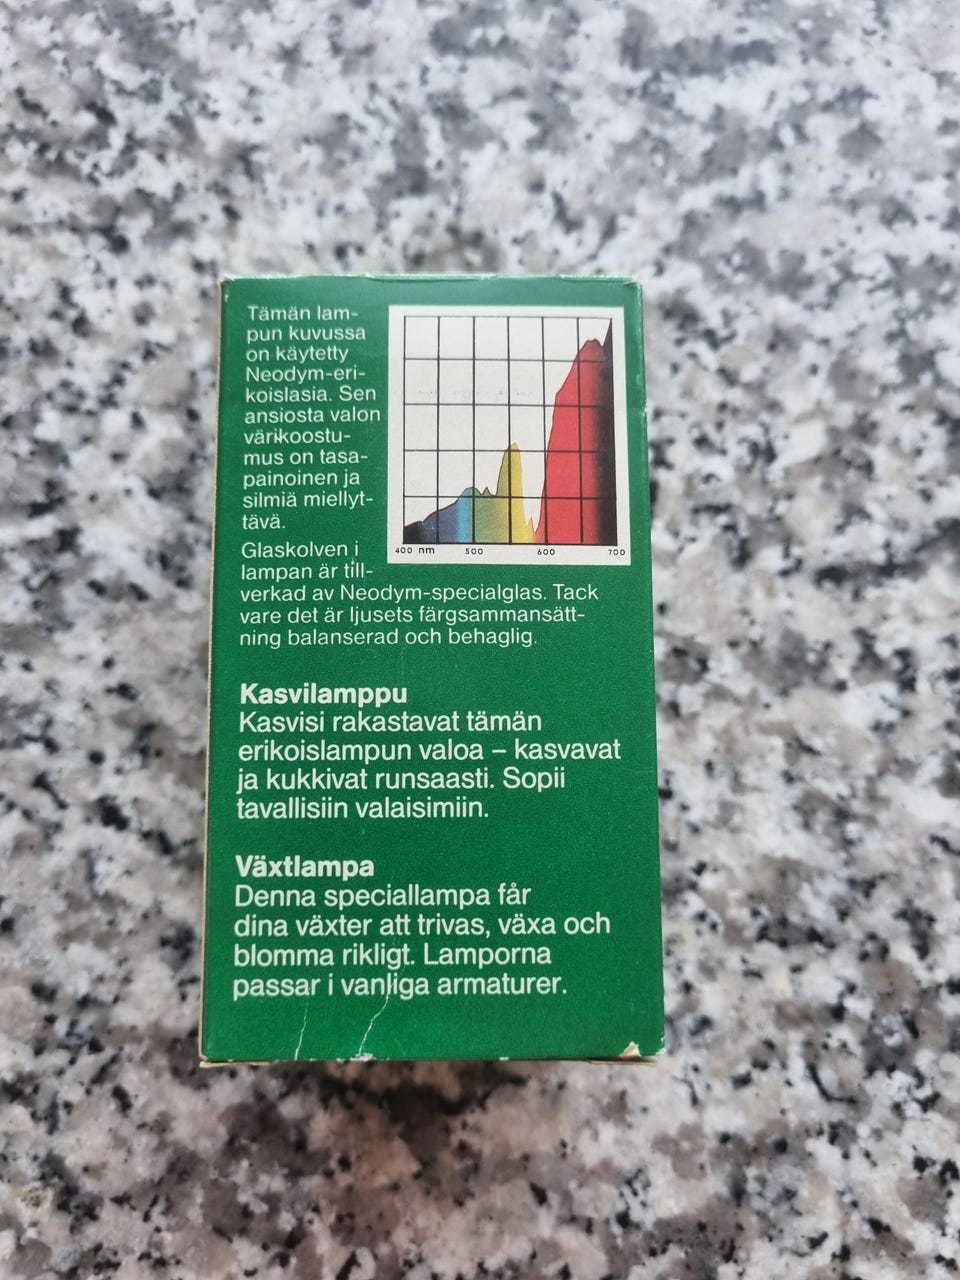 Tämän lam-
pun kuvussa
on käytetty
Neodym-eri-
koislasia. Sen
ansiosta valon
värikoostu-
mus on tasa-
painoinen ja
silmiä miellyt-
tävä.
400 nm 500 600 700
Glaskolven i
lampan är till-
verkad av Neodym-specialglas. Tack
vare det är ljusets färgsammansätt-
ning balanserad och behaglig.
Kasvilamppu
Kasvisi rakastavat tämän
erikoislampun valoa – kasvavat
ja kukkivat runsaasti. Sopii
tavallisiin valaisimiin.
Växtlampa
Denna speciallampa får
dina växter att trivas, växa och
blomma rikligt. Lamporna
passar i vanliga armaturer.